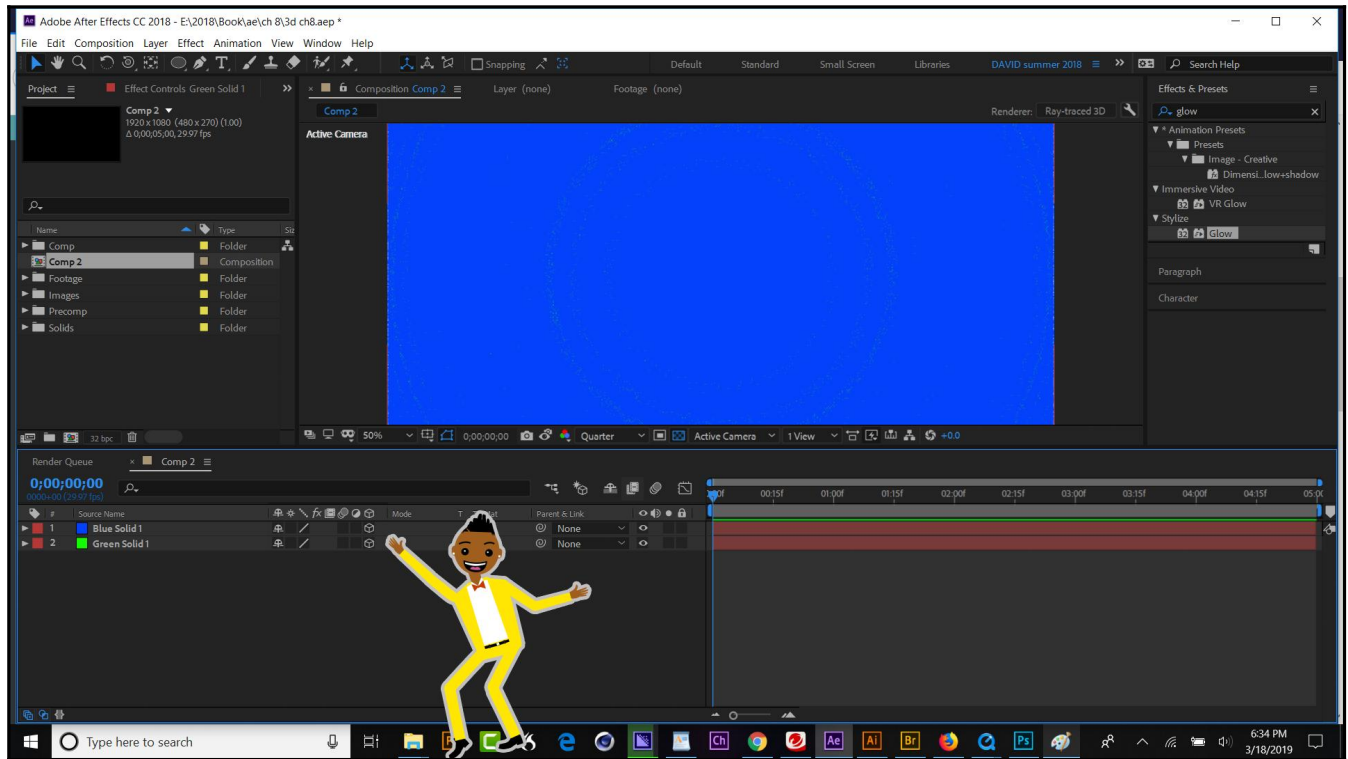 Adobe After Effects CC 2018 - E:\2018\Book\ae\ch 8\3d ch8.aep *
File Edit Composition Layer Effect Animation View Window Help
Snapping Default Standard Small Screen Libraries DAVID summer 2018 Search Help
Project Effect Controls Green Solid 1 Composition Comp 2 Layer (none) Footage (none) Effects & Presets
Comp 2 Comp 2 Renderer: Ray-traced 3D glow
1920 x 1080 (480 x 270) (1.00)
Δ 0;00;05;00, 29.97 fps
Active Camera
* Animation Presets
Presets
Image - Creative
Dimensi...low+shadow
Immersive Video
VR Glow
Stylize
Glow
Paragraph
Character
Name Type Siz
Comp Folder
Comp 2 Composition
Footage Folder
Images Folder
Precomp Folder
Solids Folder
32 bpc 50% 0;00;00;00 Quarter Active Camera 1 View +0.0
Render Queue Comp 2
0;00;00;00
0000+00 (29.97 fps)
00:15f 01:00f 01:15f 02:00f 02:15f 03:00f 03:15f 04:00f 04:15f 05:0
# Source Name Mode T Parent & Link
1 Blue Solid 1 None
2 Green Solid 1 None
Type here to search Ch Ae Ai Br Ps 6:34 PM
3/18/2019